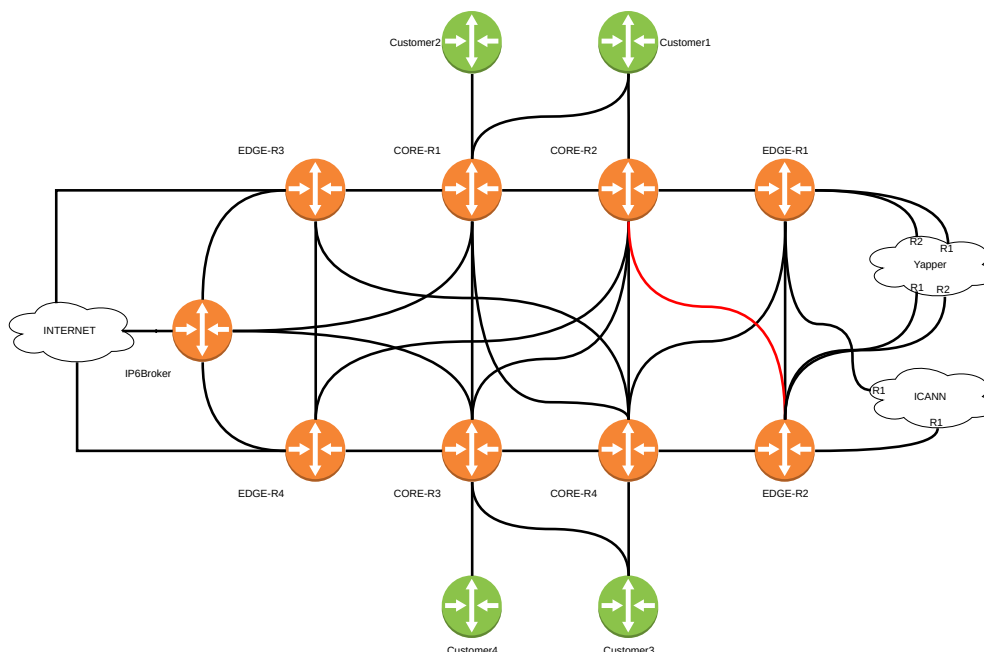 Customer2
Customer1
EDGE-R3
CORE-R1
CORE-R2
EDGE-R1
R2
R1
Yapper
R1
R2
INTERNET
IP6Broker
R1
ICANN
R1
EDGE-R4
CORE-R3
CORE-R4
EDGE-R2
Customer4
Customer3